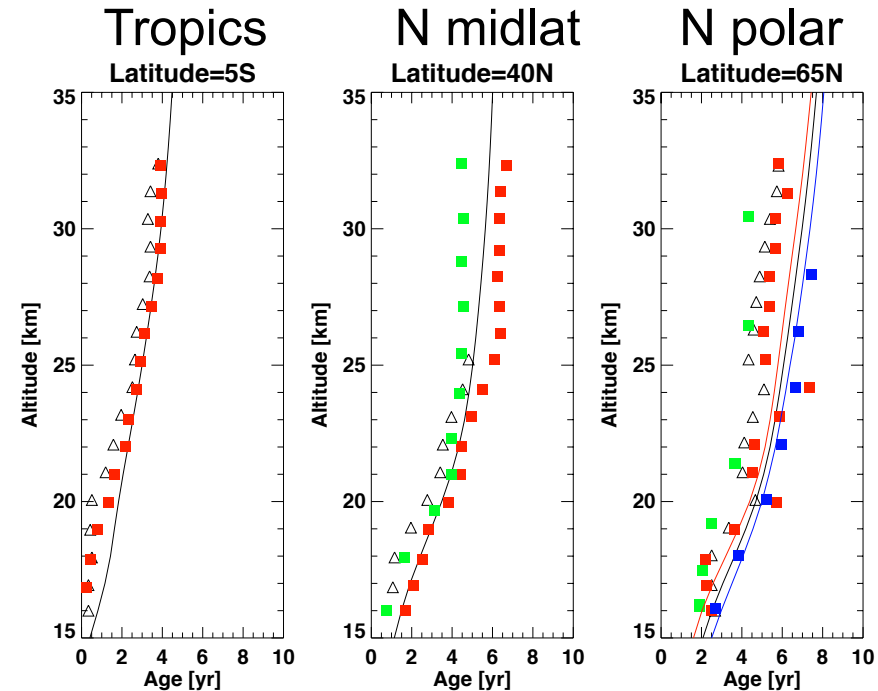 Tropics N midlat N polar
Latitude=5S Latitude=40N Latitude=65N
35 35 35
30 30 30
25 25 25
20 20 20
15 15 15
Altitude [km] Altitude [km] Altitude [km]
0 2 4 6 8 10 0 2 4 6 8 10 0 2 4 6 8 10
Age [yr] Age [yr] Age [yr]